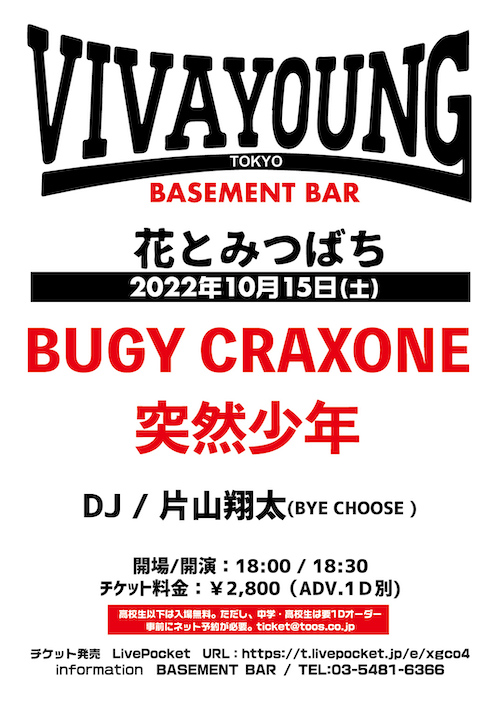 VIVAYOUNG
TOKYO
BASEMENT BAR
花とみつばち
2022年10月15日(土)
BUGY CRAXONE
突然少年
DJ / 片山翔太(BYE CHOOSE )
開場/開演：18:00 / 18:30
チケット料金：￥2,800（ADV.1D別)
高校生以下は入場無料。ただし、中学・高校生は要1Dオーダー
事前にネット予約が必要。ticket@toos.co.jp
チケット発売 LivePocket URL：https://t.livepocket.jp/e/xgco4
information BASEMENT BAR / TEL:03-5481-6366